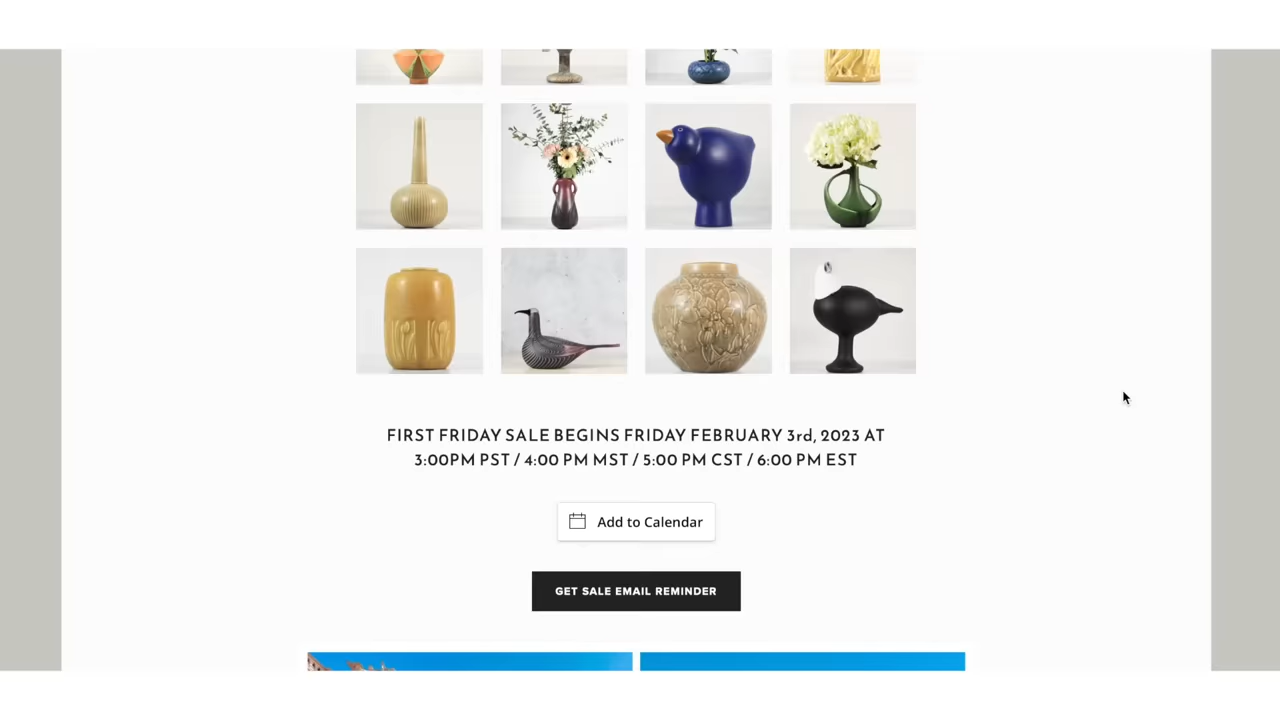 FIRST FRIDAY SALE BEGINS FRIDAY FEBRUARY 3rd, 2023 AT
3:00PM PST / 4:00 PM MST / 5:00 PM CST / 6:00 PM EST
Add to Calendar
GET SALE EMAIL REMINDER